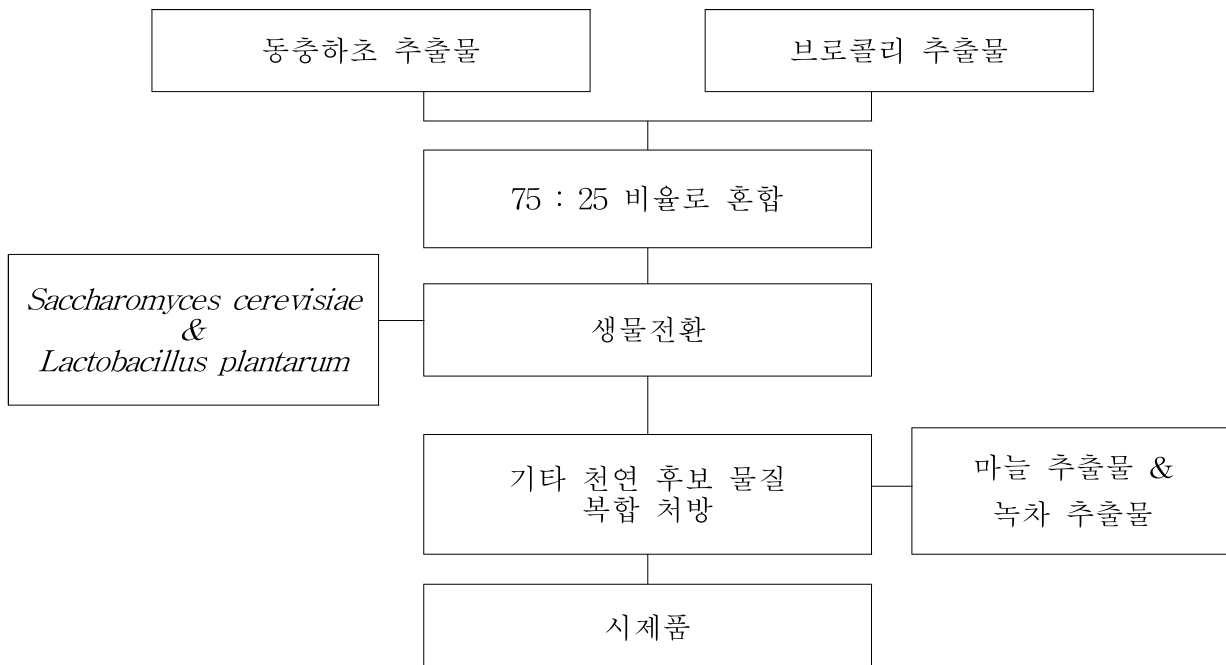 동충하초 추출물
브로콜리 추출물
75 : 25 비율로 혼합
Saccharomyces cerevisiae
&
Lactobacillus plantarum
생물전환
기타 천연 후보 물질
복합 처방
마늘 추출물 &
녹차 추출물
시제품